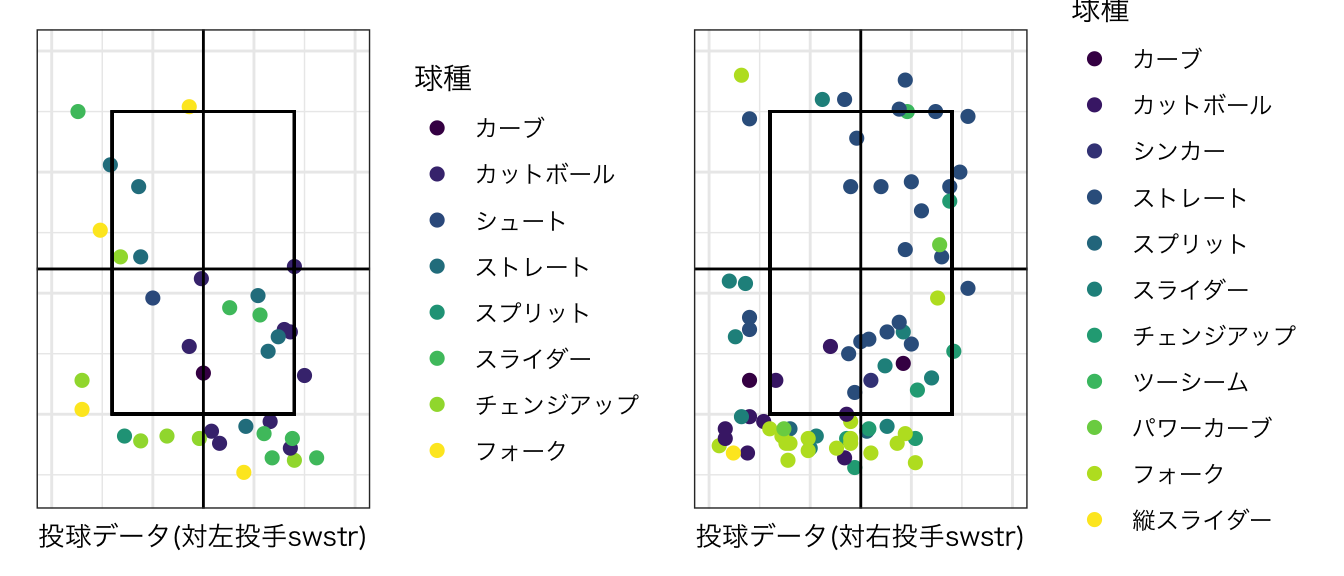 球種
カーブ
カットボール
シュート
ストレート
スプリット
スライダー
チェンジアップ
フォーク
投球データ(対左投手swstr)
球種
カーブ
カットボール
シンカー
ストレート
スプリット
スライダー
チェンジアップ
ツーシーム
パワーカーブ
フォーク
縦スライダー
投球データ(対右投手swstr)